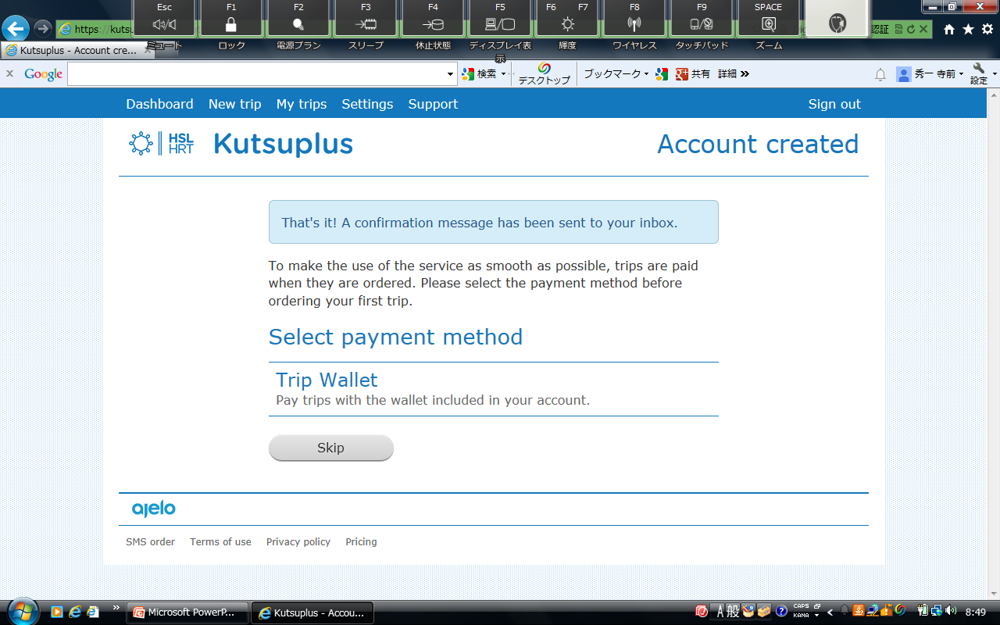 Esc
F1
F2
F3
F4
F5
F6
F7
F8
F9
SPACE
ミュート
ロック
電源プラン
スリープ
休止状態
ディスプレイ表示
輝度
ワイヤレス
タッチパッド
ズーム
https://kutsu
認証
Kutsuplus - Account cre...
Google
検索
デスクトップ
ブックマーク
共有
詳細
秀一 寺前
設定
Dashboard
New trip
My trips
Settings
Support
Sign out
HSL
HRT
Kutsuplus
Account created
That's it! A confirmation message has been sent to your inbox.
To make the use of the service as smooth as possible, trips are paid
when they are ordered. Please select the payment method before
ordering your first trip.
Select payment method
Trip Wallet
Pay trips with the wallet included in your account.
Skip
ajelo
SMS order
Terms of use
Privacy policy
Pricing
Microsoft PowerP...
Kutsuplus - Accou...
A 般
CAPS
KANA
8:49